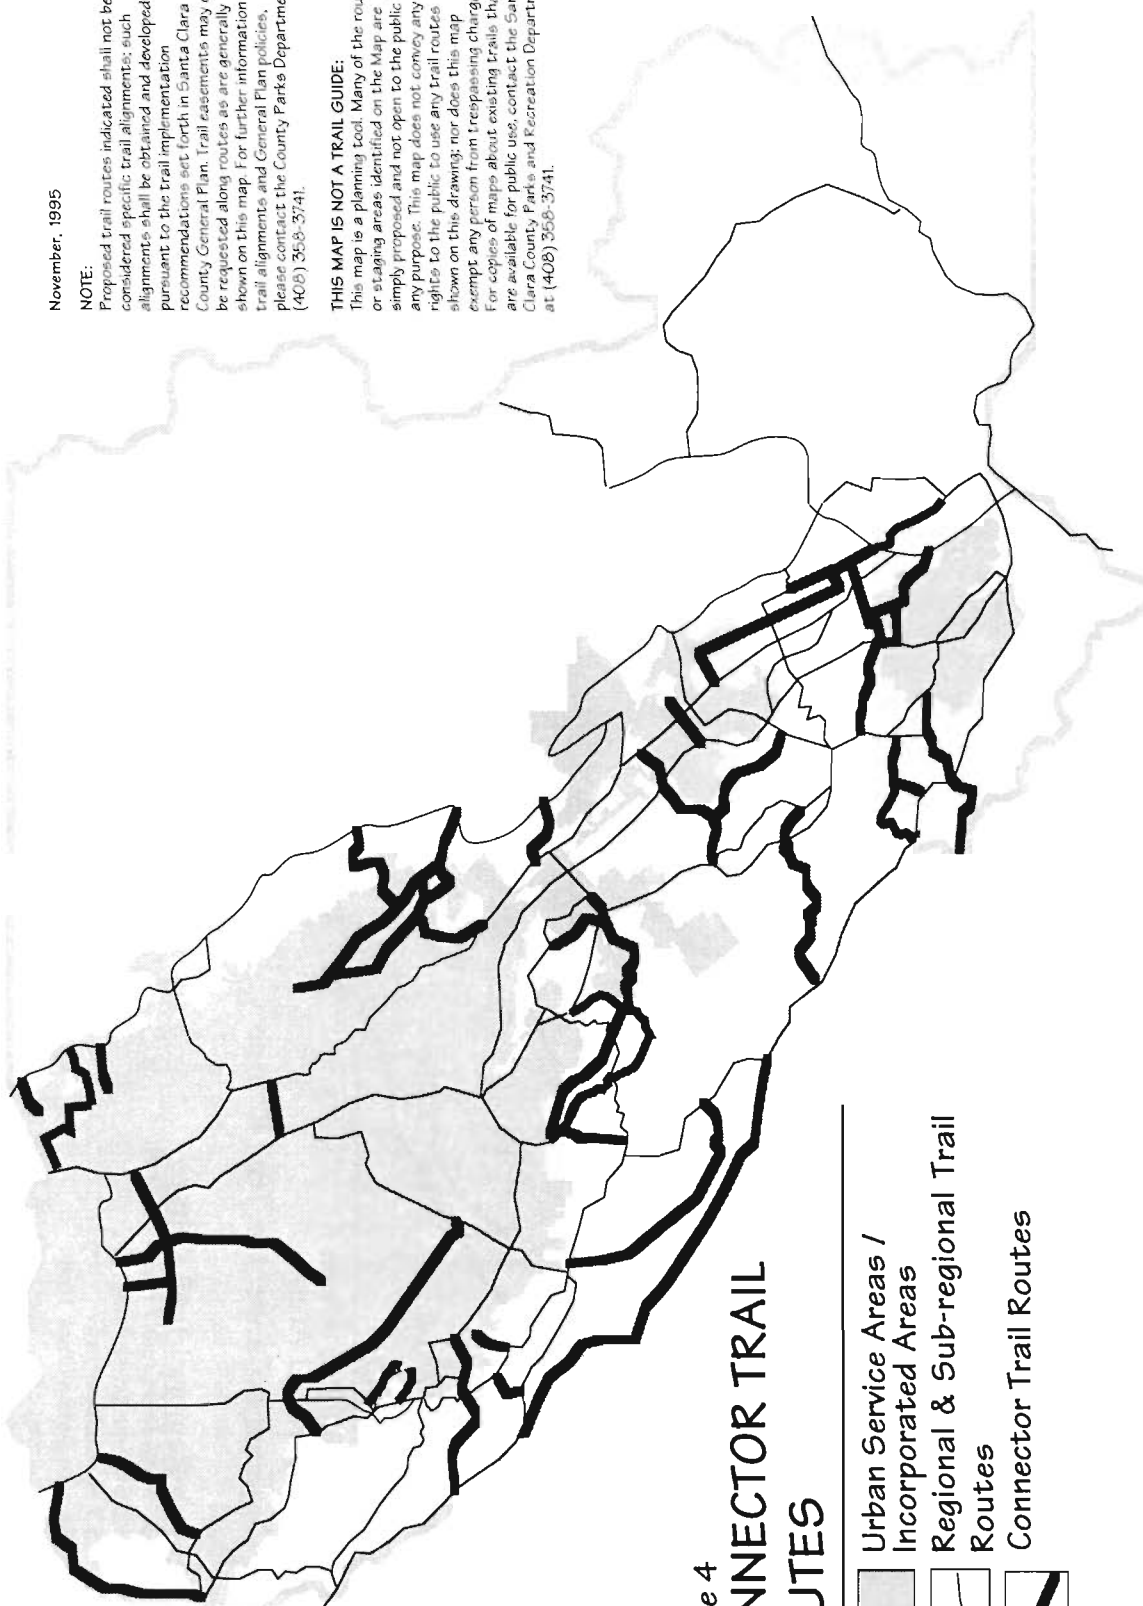 November, 1995
NOTE:
Proposed trail routes indicated shall not be
considered specific trail alignments; such
alignments shall be obtained and developed
pursuant to the trail implementation
recommendations set forth in Santa Clara
County General Plan. Trail easements may
be requested along routes as are generally
shown on this map. For further information
trail alignments and General Plan policies,
please contact the County Parks
(408) 358-3741.
THIS MAP IS NOT A TRAIL GUIDE:
This map is a planning tool. Many of the
or staging areas identified on the Map are
simply proposed and not open to the public
any purpose. This map does not convey any
rights to the public to use any trail routes
shown on this drawing; nor does this map
exempt any person from trespassing
For copies of maps about existing trails
are available for public use, contact the
Clara County Parks and Recreation
at (408) 358-3741.
4
TRAIL
Urban Service Areas /
Incorporated Areas
Regional & Sub-regional Trail
Routes
Connector Trail Routes